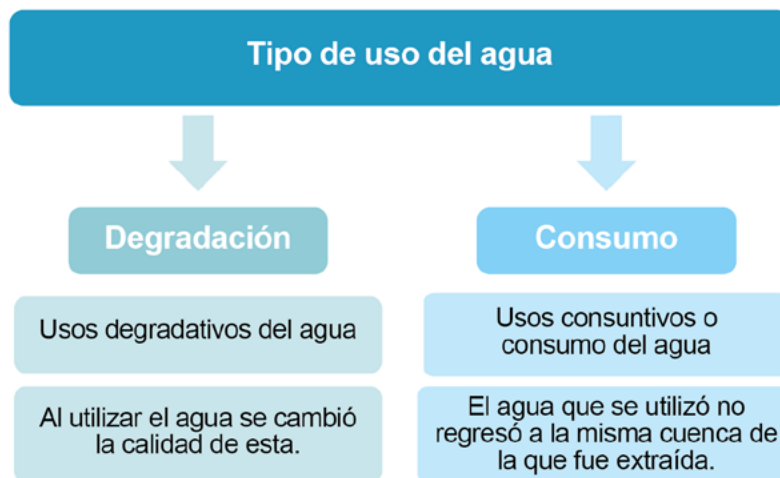 Tipo de uso del agua
Degradación
Consumo
Usos degradativos del agua
Usos consuntivos o
consumo del agua
Al utilizar el agua se cambió
la calidad de esta.
El agua que se utilizó no
regresó a la misma cuenca de
la que fue extraída.